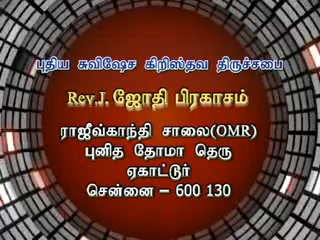 புதிய சுவிஷேச கிறிஸ்தவ திருச்சபை
Rev.J. ஜோதி பிரகாசம்
ராஜீவ்காந்தி சாலை(OMR)
புனித தோமா தெரு
ஏகாட்டூர்
சென்னை – 600 130